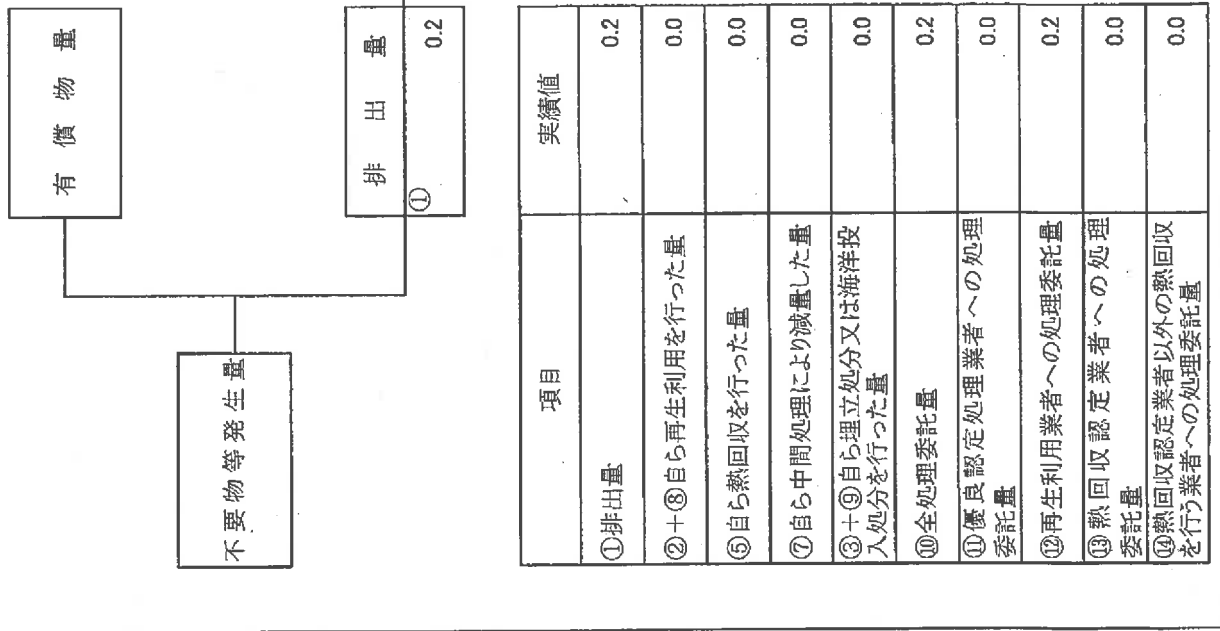 有償物量
不要物等発生量
排出量
① 0.2
項目 実績値
①排出量 0.2
②+⑧自ら再生利用を行った量 0.0
⑤自ら熱回収を行った量 0.0
⑦自ら中間処理により減量した量 0.0
③+⑨自ら埋立処分又は海洋投
入処分を行った量 0.0
⑩全処理委託量 0.2
⑪優良認定処理業者への処理
委託量 0.0
⑫再生利用業者への処理委託量 0.2
⑬熱回収認定業者への処理
委託量 0.0
⑭熱回収認定業者以外の熱回収
を行う業者への処理委託量 0.0